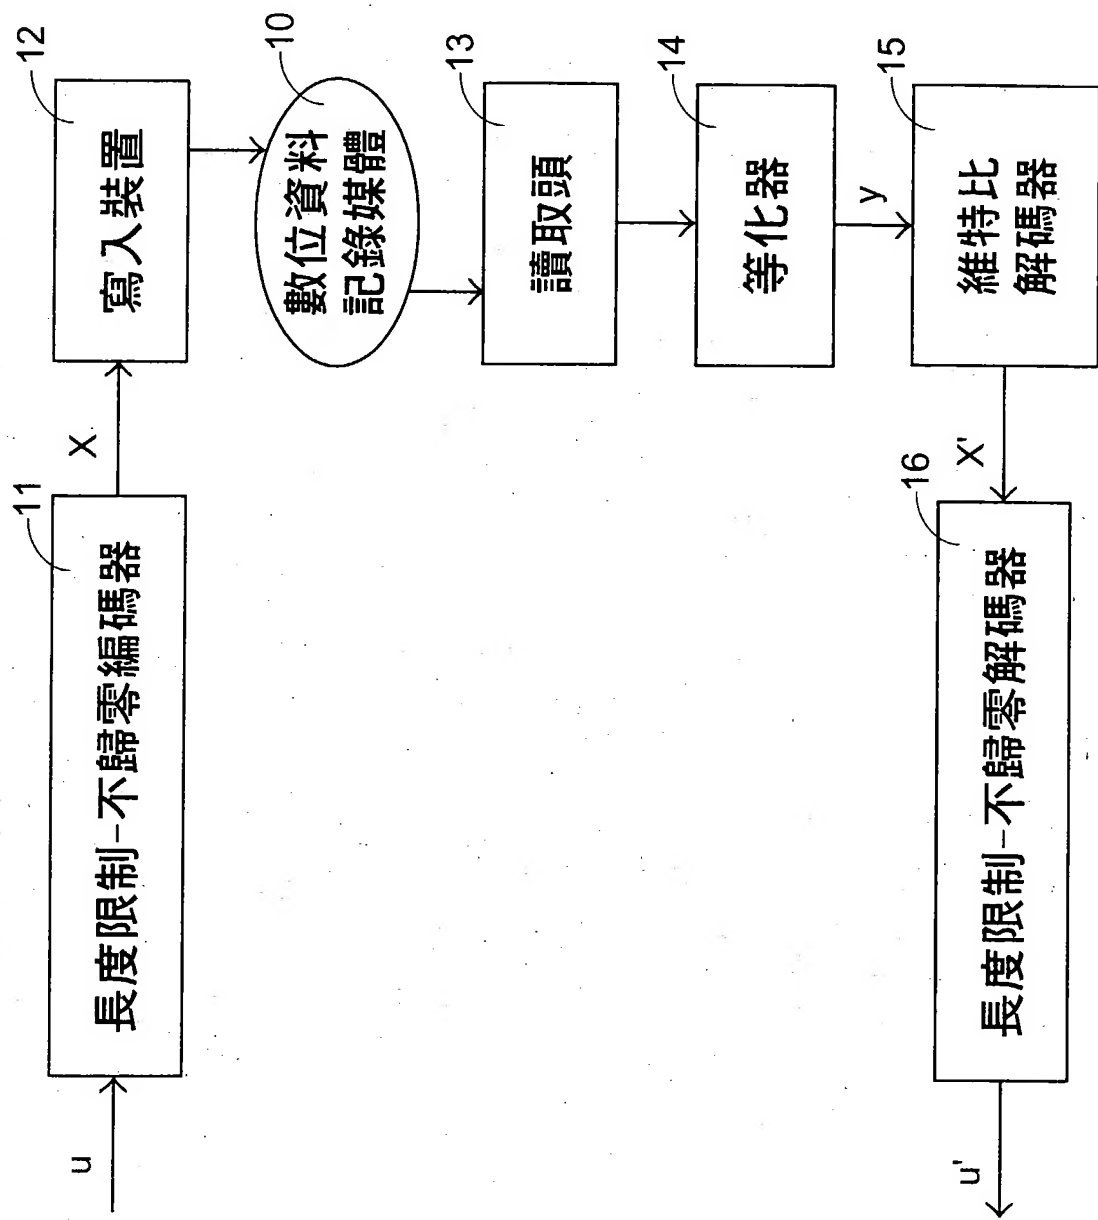 u
11
長度限制-不歸零編碼器
X
12
寫入裝置
10
數位資料
記錄媒體
13
讀取頭
14
等化器
y
15
維特比
解碼器
X'
16
長度限制-不歸零解碼器
u'